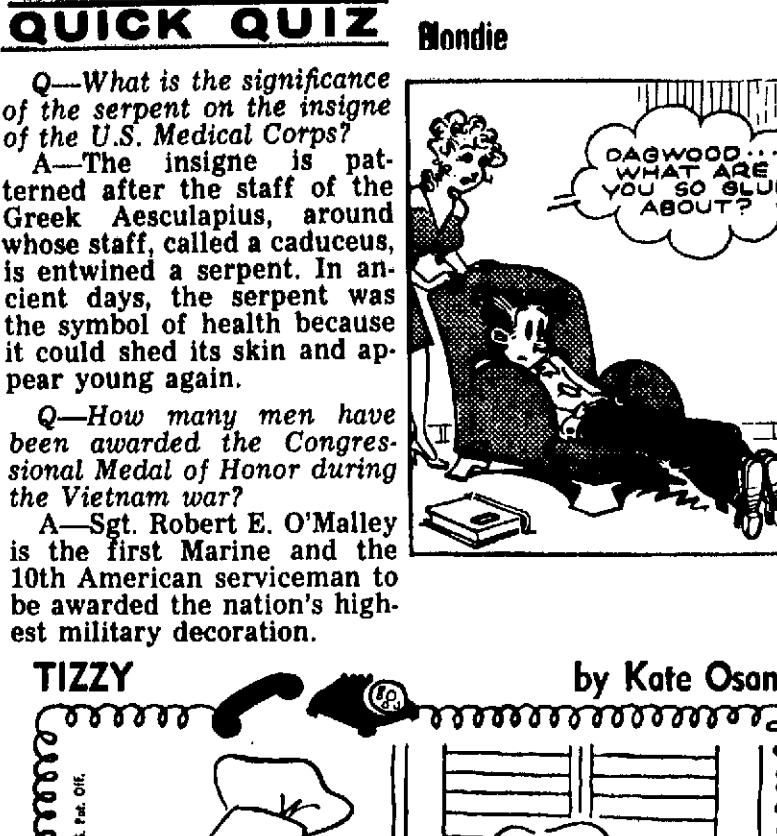 QUICK QUIZ
Q—What is the significance
of the serpent on the insigne
of the U.S. Medical Corps?
A—The insigne is pat-
terned after the staff of the
Greek Aesculapius, around
whose staff, called a caduceus,
is entwined a serpent. In an-
cient days, the serpent was
the symbol of health because
it could shed its skin and ap-
pear young again.
Q—How many men have
been awarded the Congres-
sional Medal of Honor during
the Vietnam war?
A—Sgt. Robert E. O'Malley
is the first Marine and the
10th American serviceman to
be awarded the nation's high-
est military decoration.
Blondie
DAGWOOD...
WHAT ARE
YOU SO GLU
ABOUT?
TIZZY
by Kate Osan
Pat. Off.